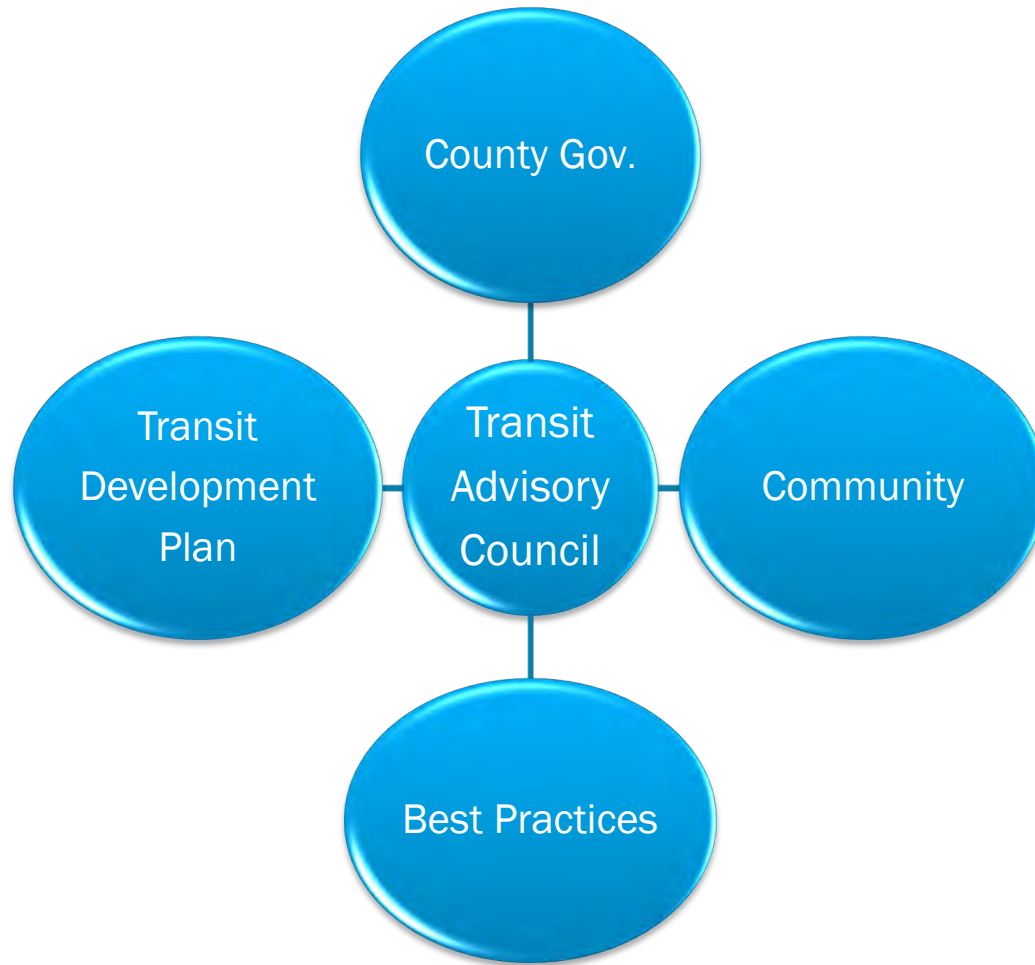 County Gov.
Transit
Development
Plan
Transit
Advisory
Council
Community
Best Practices